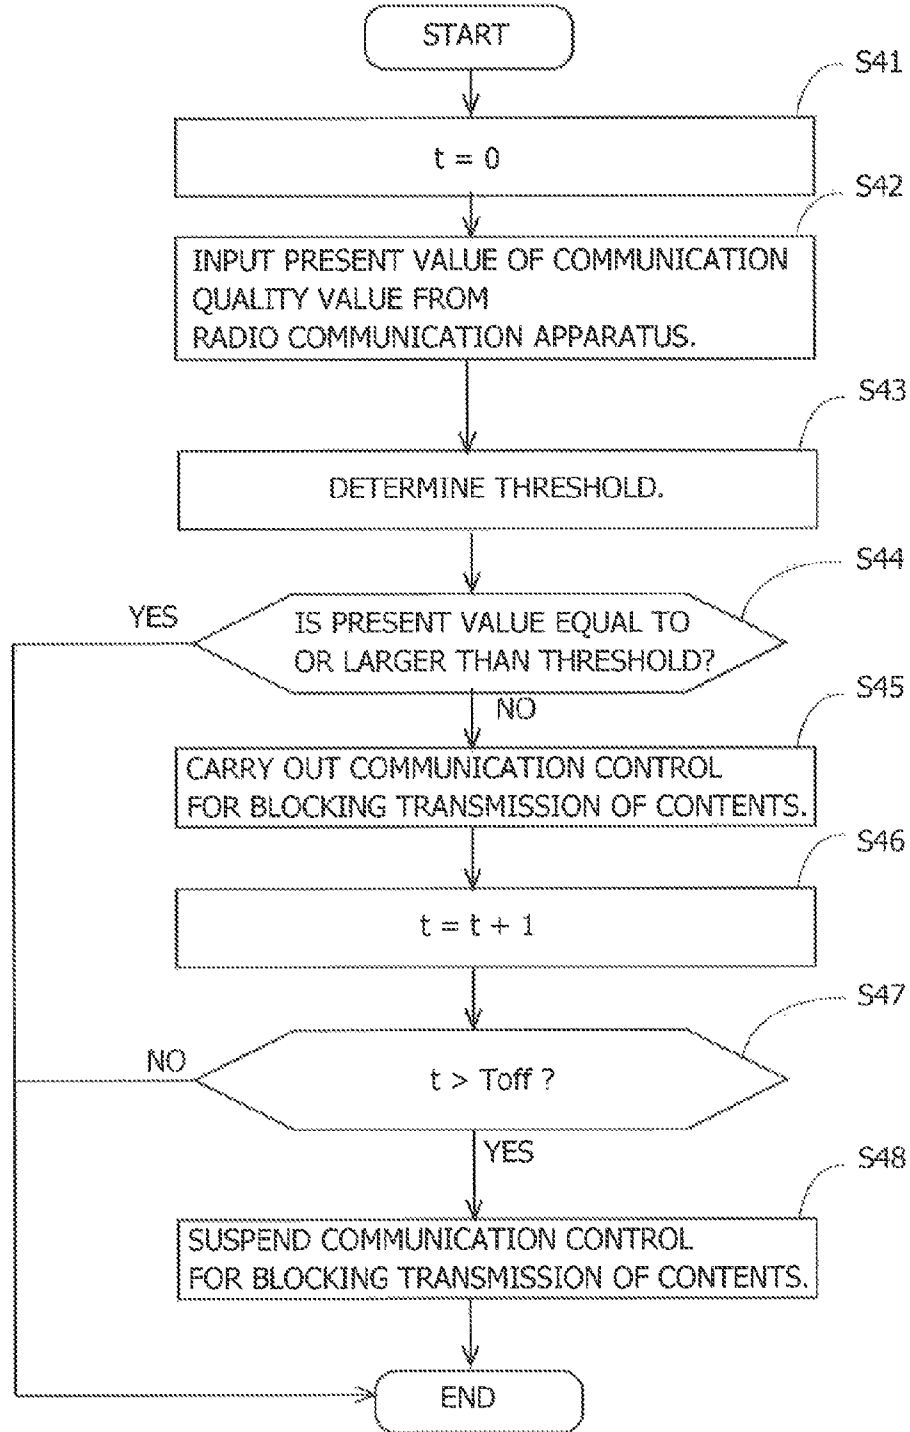 START
S41
t = 0
S42
INPUT PRESENT VALUE OF COMMUNICATION
QUALITY VALUE FROM
RADIO COMMUNICATION APPARATUS.
S43
DETERMINE THRESHOLD.
S44
YES
IS PRESENT VALUE EQUAL TO
OR LARGER THAN THRESHOLD?
NO
S45
CARRY OUT COMMUNICATION CONTROL
FOR BLOCKING TRANSMISSION OF CONTENTS.
S46
t = t + 1
S47
NO
t > Toff ?
YES
S48
SUSPEND COMMUNICATION CONTROL
FOR BLOCKING TRANSMISSION OF CONTENTS.
END